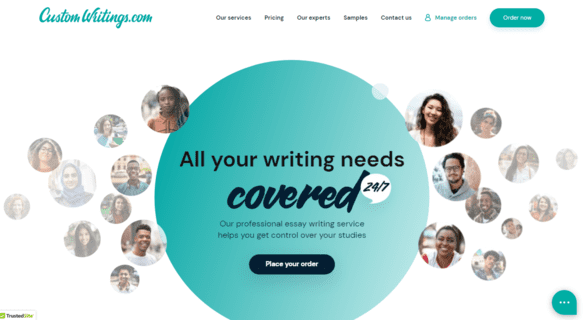 CustomWritings.com
Our services
Pricing
Our experts
Samples
Contact us
Manage orders
Order now
All your writing needs
covered 24/7
Our professional essay writing service
helps you get control over your studies
Place your order
TrustedSite